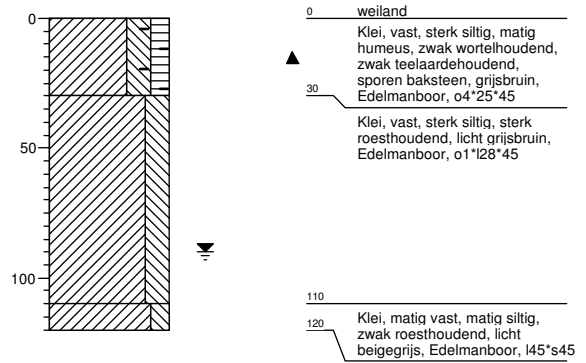 0
50
100
0 weiland
Klei, vast, sterk siltig, matig
humeus, zwak wortelhoudend,
zwak teelaardehoudend,
sporen baksteen, grijsbruin,
Edelmanboor, o4*25*45
30
Klei, vast, sterk siltig, sterk
roesthoudend, licht grijsbruin,
Edelmanboor, o1*l28*45
110
Klei, matig vast, matig siltig,
120
zwak roesthoudend, licht
beigegrijs, Edelmanboor, l45*s45